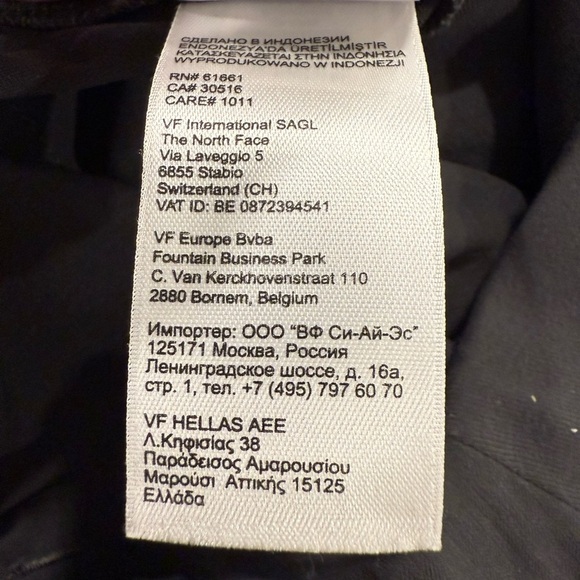 СДЕЛАНО В ИНДОНЕЗИИ
ENDONEZYA'DA ÜRETİLMİŞTİR
ΚΑΤΑΣΚΕΥΑΖΕΤΑΙ ΣΤΗΝ ΙΝΔΟΝΗΣΙΑ
WYPRODUKOWANO W INDONEZJI
RN# 61661
CA# 30516
CARE# 1011
VF International SAGL
The North Face
Via Laveggio 5
6855 Stabio
Switzerland (CH)
VAT ID: BE 0872394541
VF Europe Bvba
Fountain Business Park
C. Van Kerckhovenstraat 110
2880 Bornem, Belgium
Импортер: ООО "ВФ Си-Ай-Эс"
125171 Москва, Россия
Ленинградское шоссе, д. 16а,
стр. 1, тел. +7 (495) 797 60 70
VF HELLAS AEE
Λ.Κηφισίας 38
Παράδεισος Αμαρουσίου
Μαρούσι Αττικής 15125
Ελλάδα